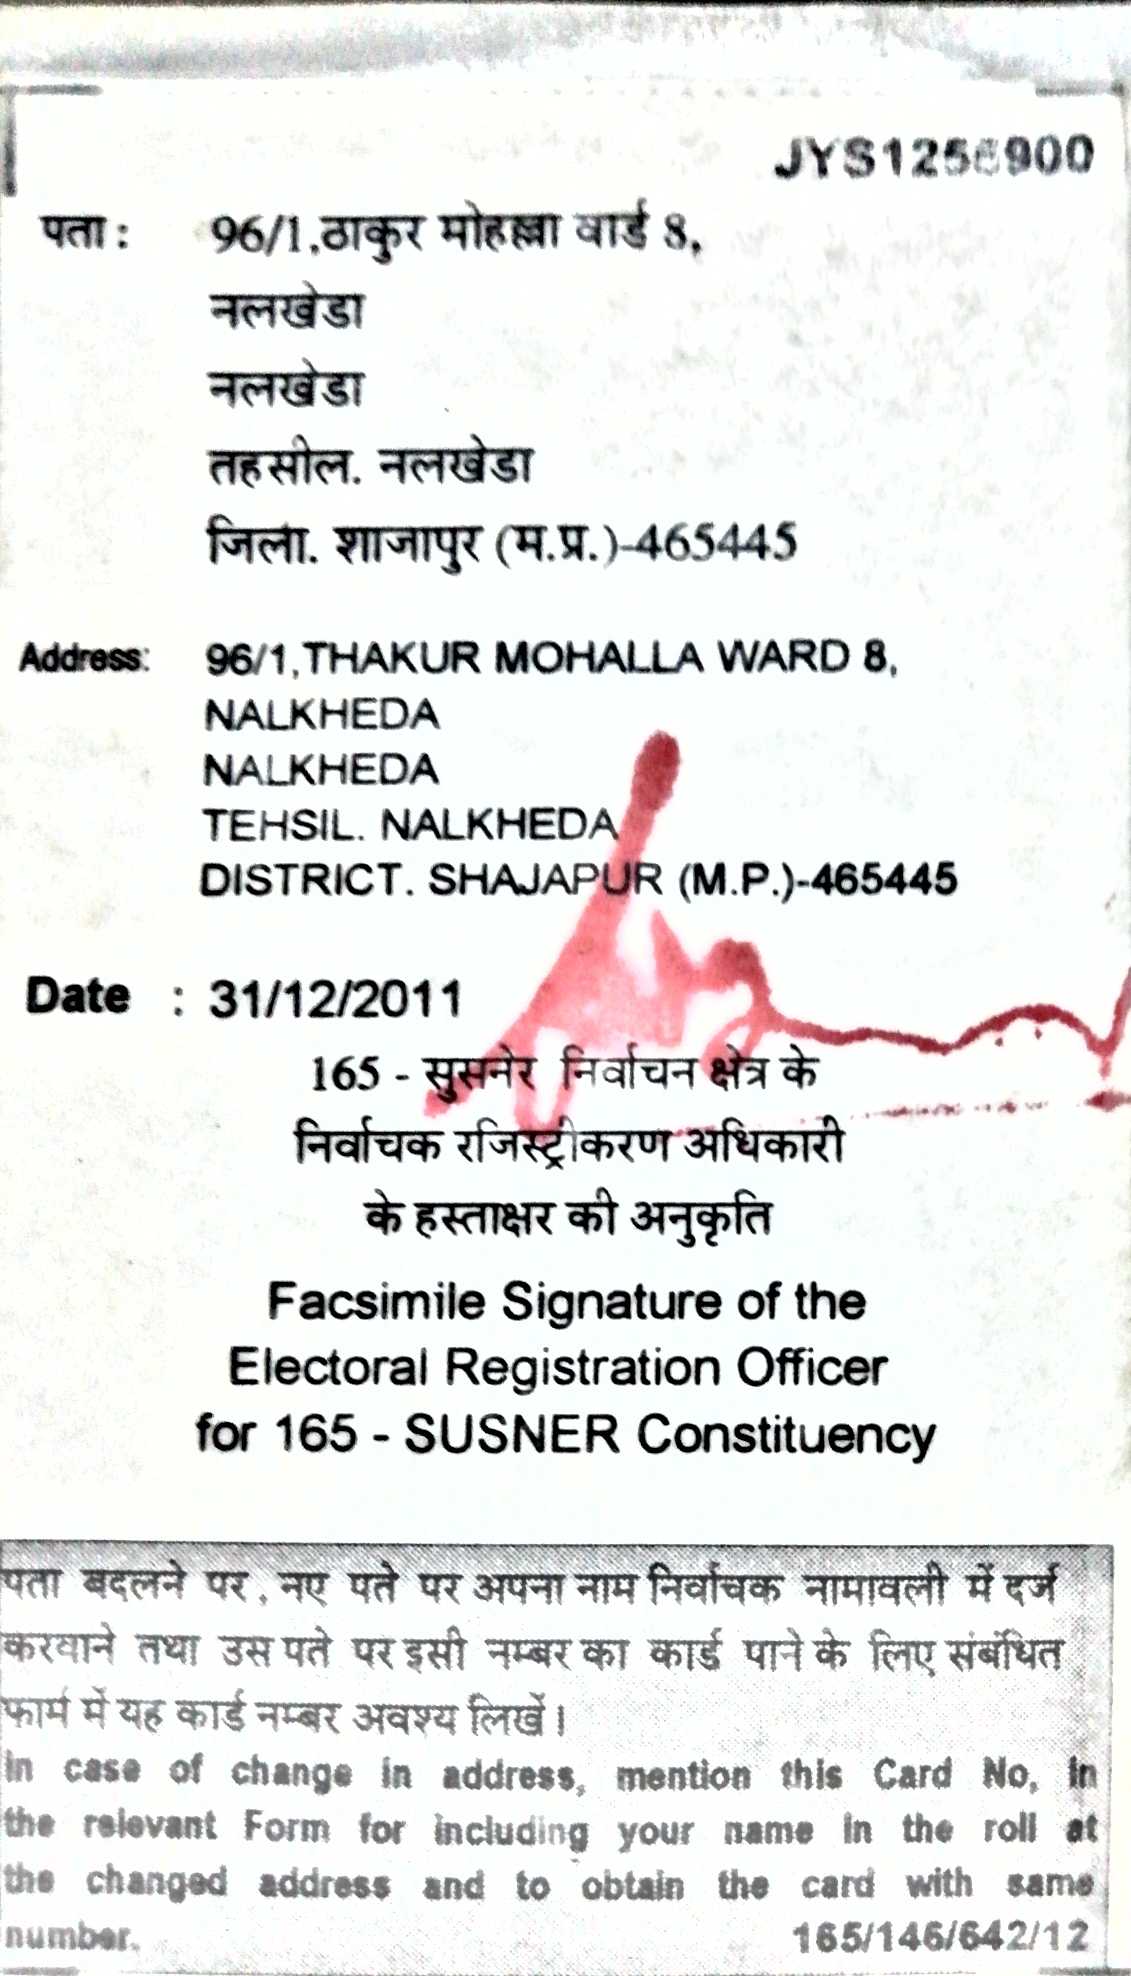 JYS1256900
पता : 96/1,ठाकुर मोहल्ला वार्ड 8,
नलखेडा
नलखेडा
तहसील. नलखेडा
जिला. शाजापुर (म.प्र.)-465445
Address: 96/1,THAKUR MOHALLA WARD 8,
NALKHEDA
NALKHEDA
TEHSIL. NALKHEDA
DISTRICT. SHAJAPUR (M.P.)-465445
Date : 31/12/2011
165 - सुसनेर निर्वाचन क्षेत्र के
निर्वाचक रजिस्ट्रीकरण अधिकारी
के हस्ताक्षर की अनुकृति
Facsimile Signature of the
Electoral Registration Officer
for 165 - SUSNER Constituency
पता बदलने पर, नए पते पर अपना नाम निर्वाचक नामावली में दर्ज
करवाने तथा उस पते पर इसी नम्बर का कार्ड पाने के लिए संबंधित
फार्म में यह कार्ड नम्बर अवश्य लिखें।
In case of change in address, mention this Card No, in
the relevant Form for including your name in the roll at
the changed address and to obtain the card with same
number. 165/146/642/12